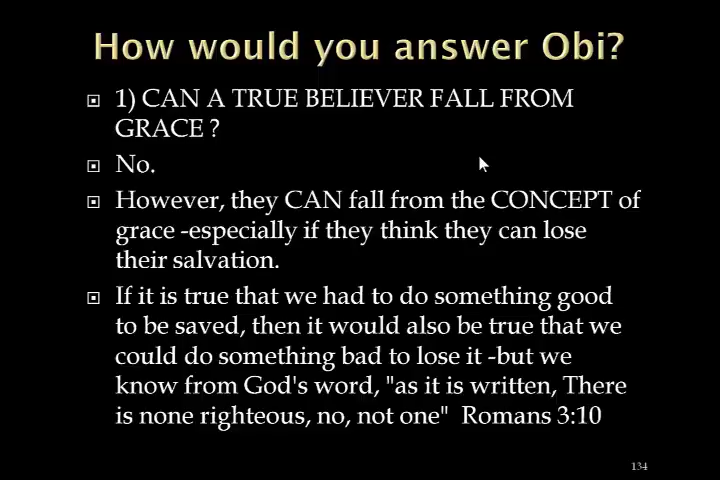 How would you answer Obi?
1) CAN A TRUE BELIEVER FALL FROM
GRACE ?
No.
However, they CAN fall from the CONCEPT of
grace -especially if they think they can lose
their salvation.
If it is true that we had to do something good
to be saved, then it would also be true that we
could do something bad to lose it -but we
know from God's word, "as it is written, There
is none righteous, no, not one"  Romans 3:10
134